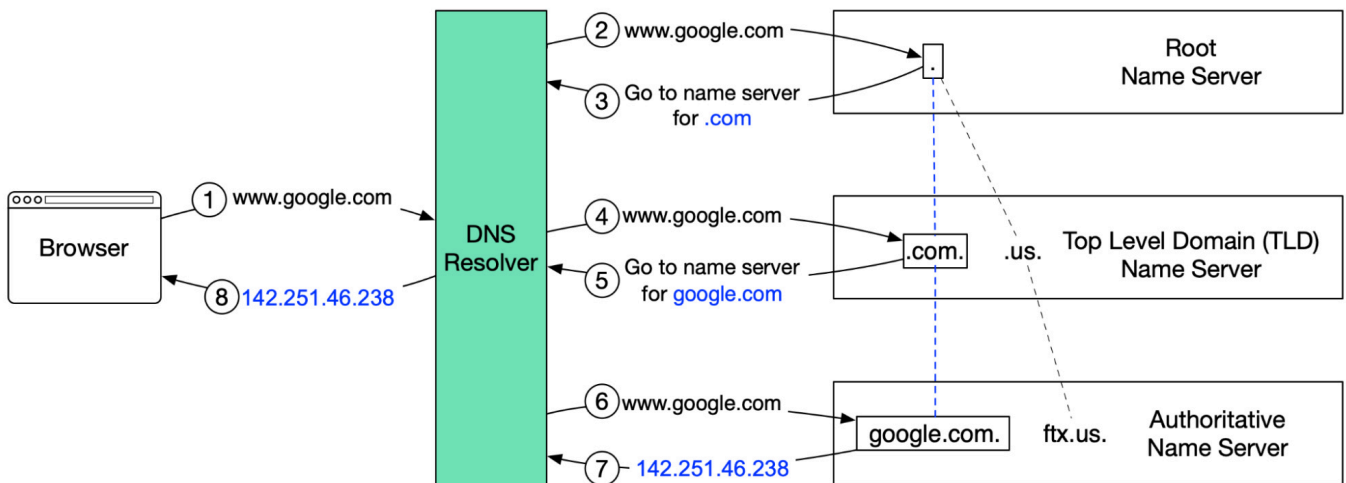 2 www.google.com
.
Root
Name Server
3 Go to name server
for .com
1 www.google.com
Browser
DNS
Resolver
8 142.251.46.238
4 www.google.com
.com.
.us.
Top Level Domain (TLD)
Name Server
5 Go to name server
for google.com
6 www.google.com
google.com.
ftx.us.
Authoritative
Name Server
7 142.251.46.238